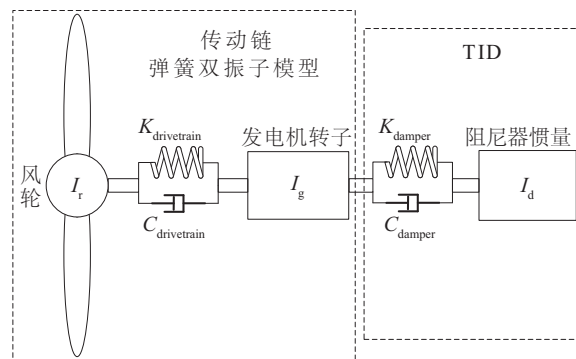 传动链
弹簧双振子模型
TID
K_drivetrain
发电机转子
K_damper
阻尼器惯量
风轮
I_r
I_g
I_d
C_drivetrain
C_damper